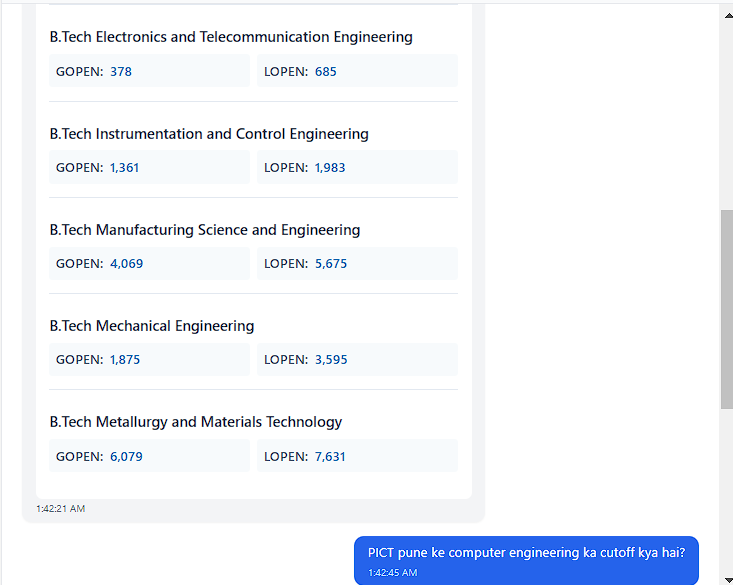 B.Tech Electronics and Telecommunication Engineering
GOPEN: 378 LOPEN: 685
B.Tech Instrumentation and Control Engineering
GOPEN: 1,361 LOPEN: 1,983
B.Tech Manufacturing Science and Engineering
GOPEN: 4,069 LOPEN: 5,675
B.Tech Mechanical Engineering
GOPEN: 1,875 LOPEN: 3,595
B.Tech Metallurgy and Materials Technology
GOPEN: 6,079 LOPEN: 7,631
1:42:21 AM
PICT pune ke computer engineering ka cutoff kya hai?
1:42:45 AM